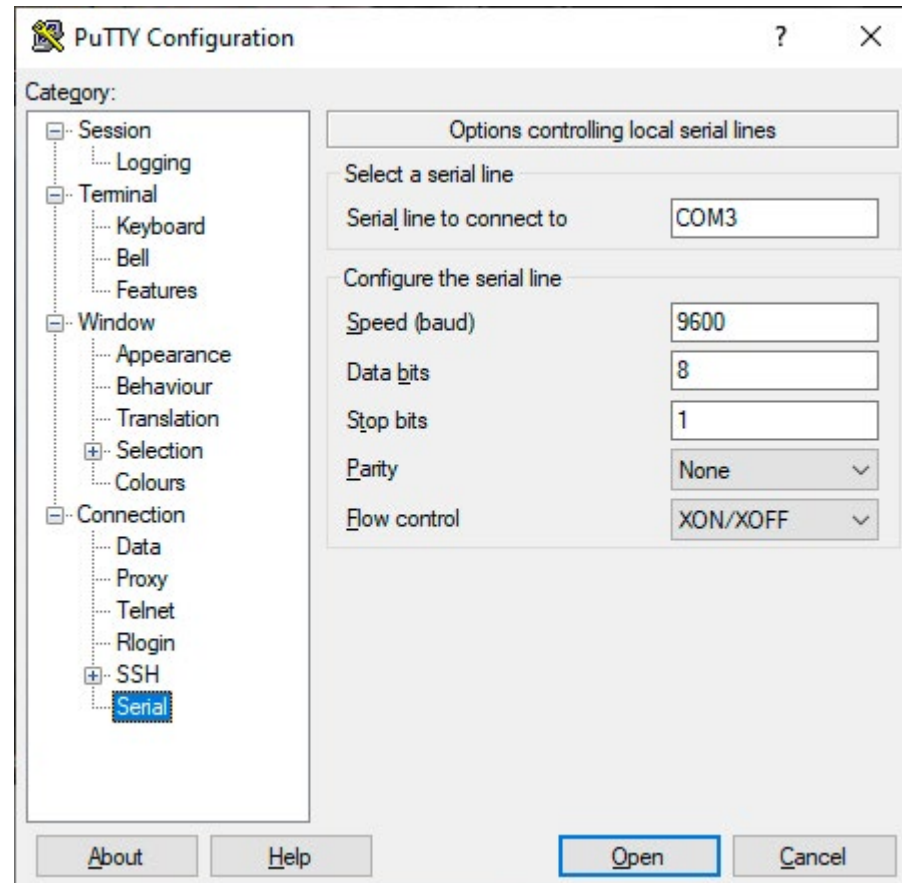 PuTTY Configuration ? ×
Category:
Session
Logging
Terminal
Keyboard
Bell
Features
Window
Appearance
Behaviour
Translation
Selection
Colours
Connection
Data
Proxy
Telnet
Rlogin
SSH
Serial
Options controlling local serial lines
Select a serial line
Serial line to connect to COM3
Configure the serial line
Speed (baud) 9600
Data bits 8
Stop bits 1
Parity None
Flow control XON/XOFF
About Help Open Cancel